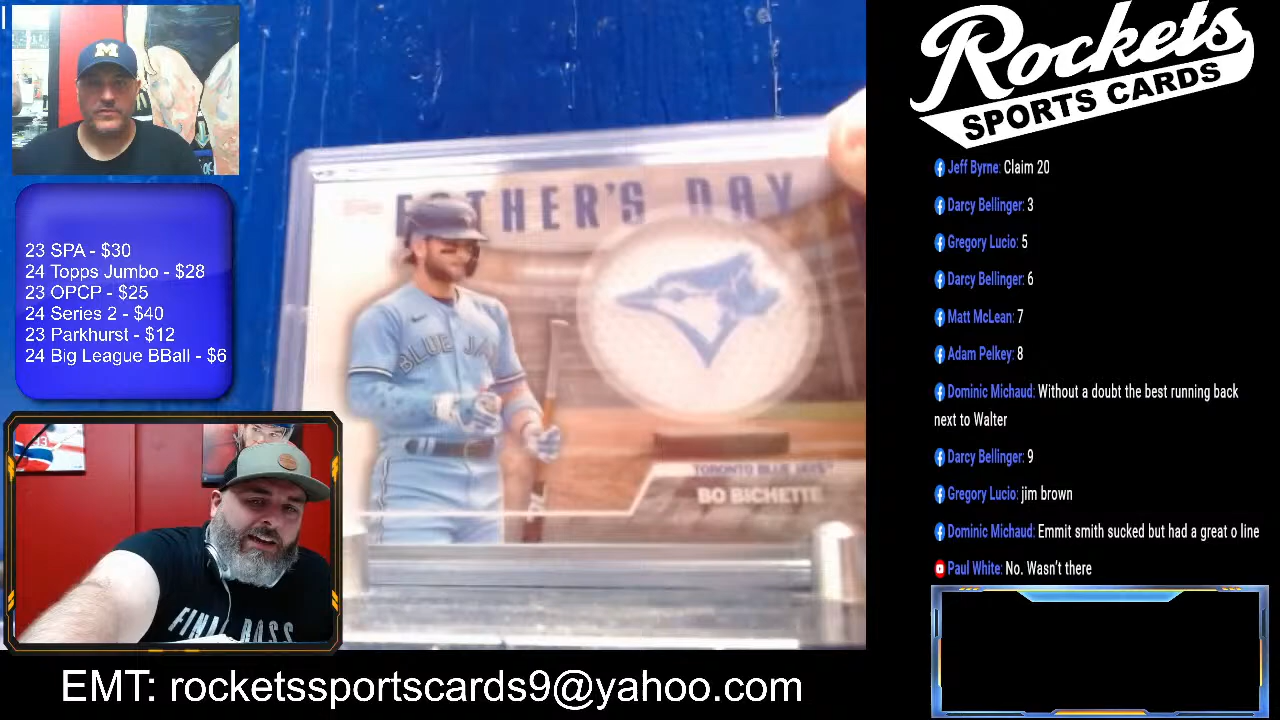 M
23 SPA - $30
24 Topps Jumbo - $28
23 OPCP - $25
24 Series 2 - $40
23 Parkhurst - $12
24 Big League BBall - $6
FINAL BOSS
FATHER'S DAY
BLUE JAYS
TORONTO BLUE JAYS
BO BICHETTE
Rockets
SPORTS CARDS
Jeff Byrne: Claim 20
Darcy Bellinger: 3
Gregory Lucio: 5
Darcy Bellinger: 6
Matt McLean: 7
Adam Pelkey: 8
Dominic Michaud: Without a doubt the best running back
next to Walter
Darcy Bellinger: 9
Gregory Lucio: jim brown
Dominic Michaud: Emmit smith sucked but had a great o line
Paul White: No. Wasn't there
EMT: rocketssportscards9@yahoo.com